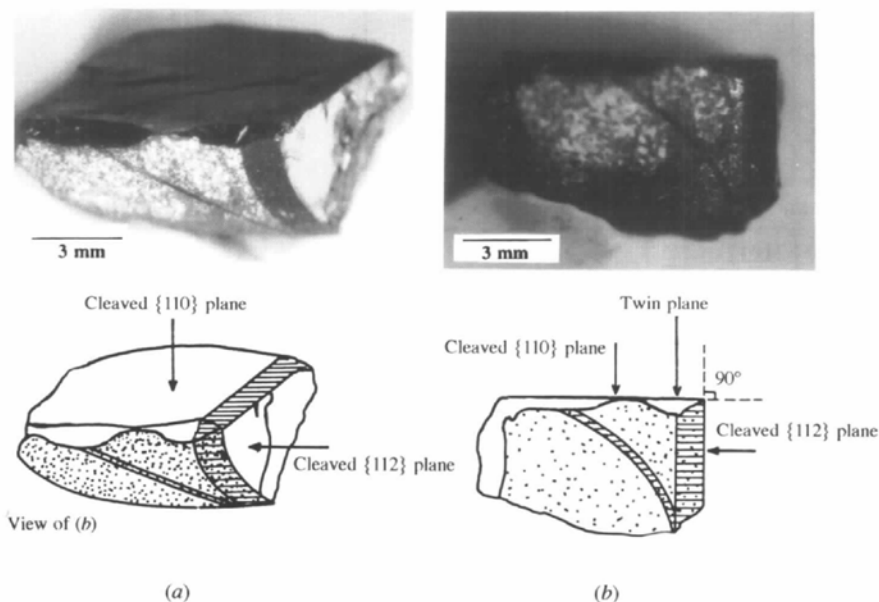 3 mm
3 mm
Cleaved {110} plane
Cleaved {112} plane
View of (b)
(a)
Twin plane
Cleaved {110} plane
90°
Cleaved {112} plane
(b)